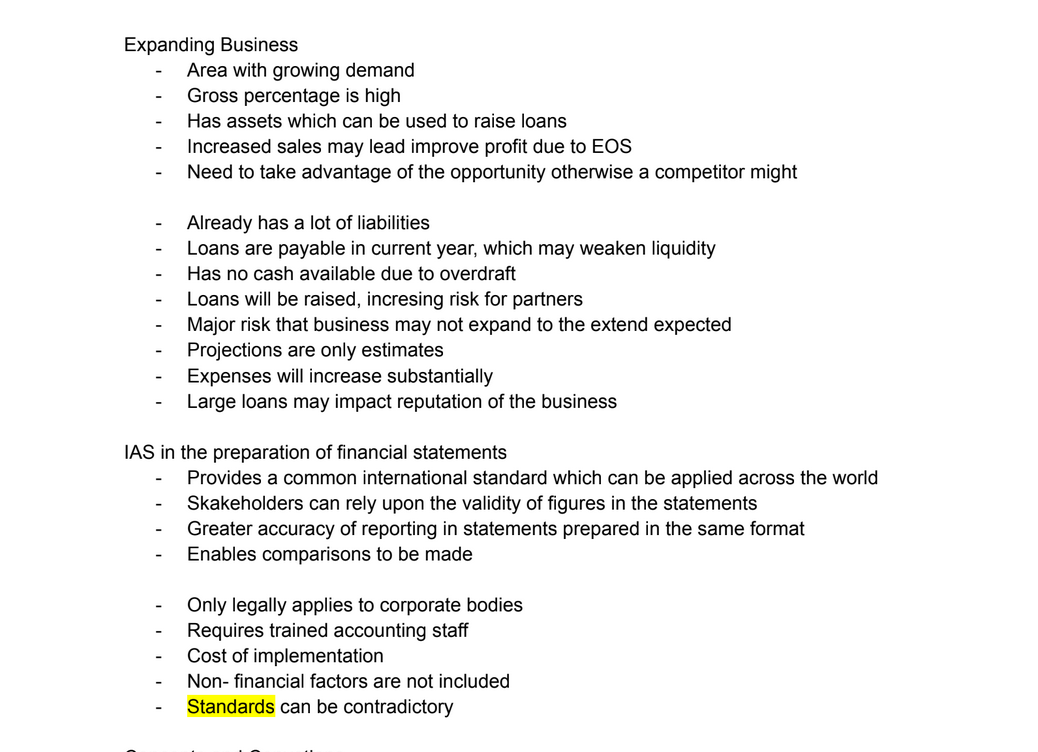 Expanding Business
- Area with growing demand
- Gross percentage is high
- Has assets which can be used to raise loans
- Increased sales may lead improve profit due to EOS
- Need to take advantage of the opportunity otherwise a competitor might
- Already has a lot of liabilities
- Loans are payable in current year, which may weaken liquidity
- Has no cash available due to overdraft
- Loans will be raised, incresing risk for partners
- Major risk that business may not expand to the extend expected
- Projections are only estimates
- Expenses will increase substantially
- Large loans may impact reputation of the business
IAS in the preparation of financial statements
- Provides a common international standard which can be applied across the world
- Skakeholders can rely upon the validity of figures in the statements
- Greater accuracy of reporting in statements prepared in the same format
- Enables comparisons to be made
- Only legally applies to corporate bodies
- Requires trained accounting staff
- Cost of implementation
- Non- financial factors are not included
- Standards can be contradictory